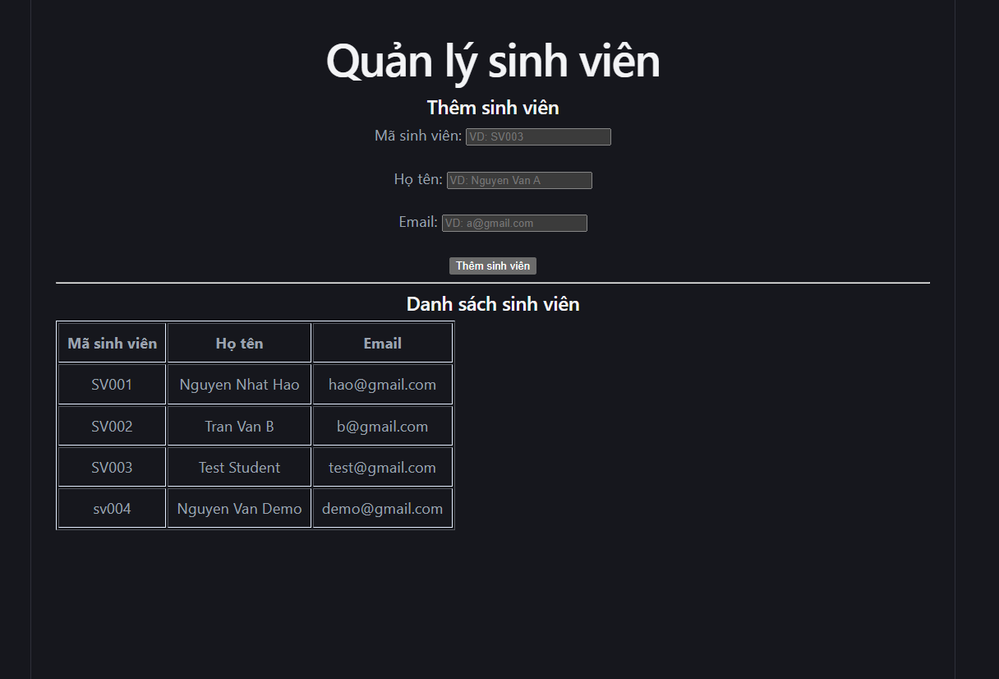 Quản lý sinh viên
Thêm sinh viên
Mã sinh viên: VD: SV003
Họ tên: VD: Nguyen Van A
Email: VD: a@gmail.com
Thêm sinh viên
Danh sách sinh viên
Mã sinh viên Họ tên Email
SV001 Nguyen Nhat Hao hao@gmail.com
SV002 Tran Van B b@gmail.com
SV003 Test Student test@gmail.com
sv004 Nguyen Van Demo demo@gmail.com